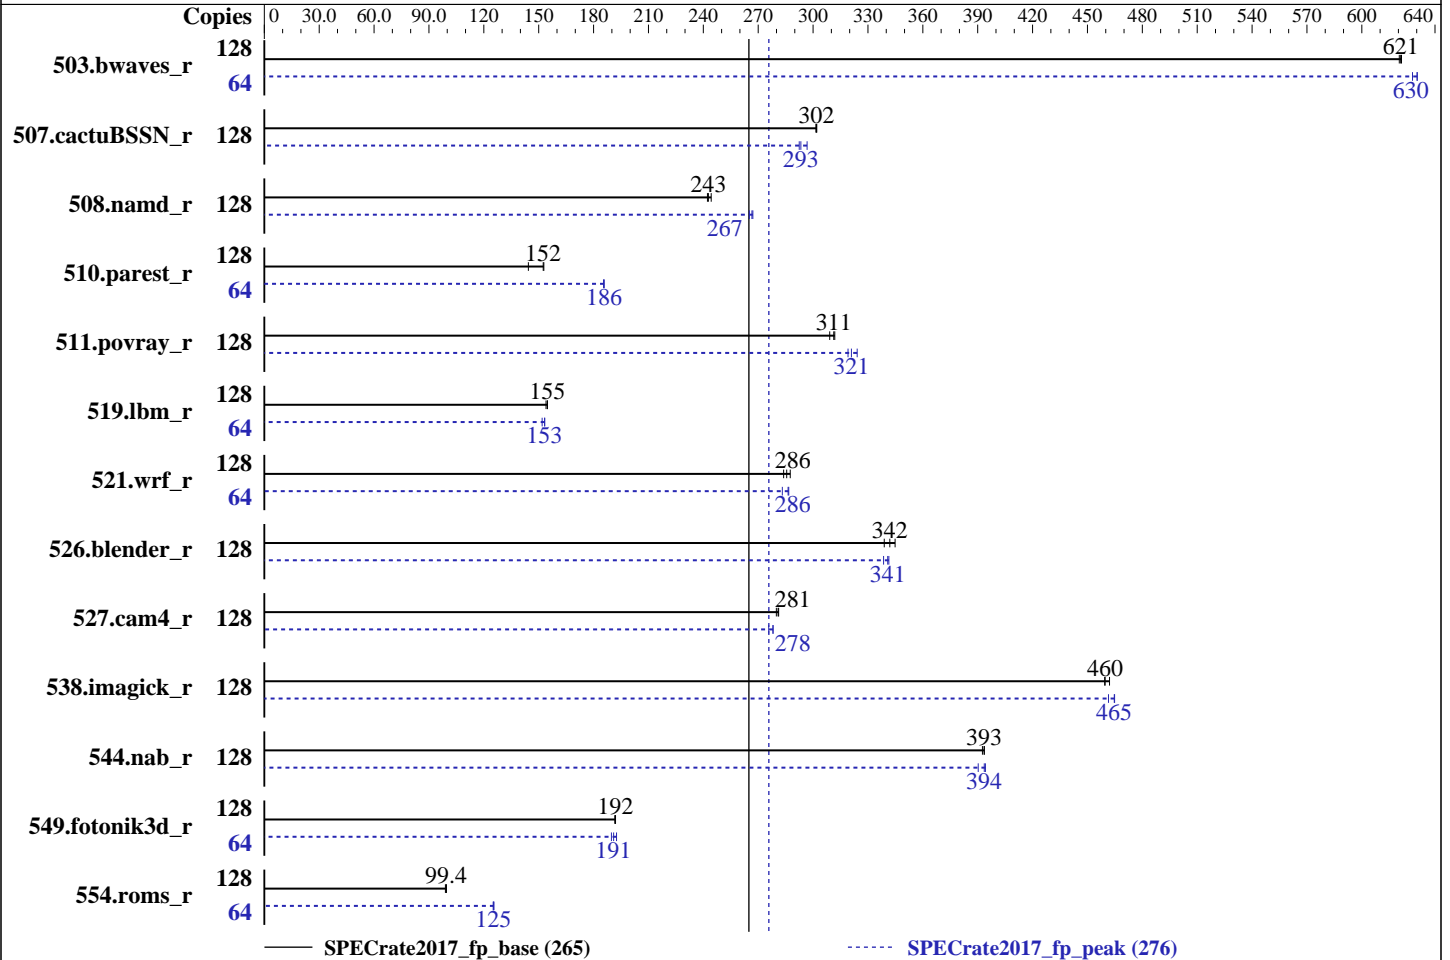 Copies 0 30.0 60.0 90.0 120 150 180 210 240 270 300 330 360 390 420 450 480 510 540 570 600 640
503.bwaves_r 128 621
64 630
507.cactuBSSN_r 128 302
293
508.namd_r 128 243
267
510.parest_r 128 152
64 186
511.povray_r 128 311
321
519.lbm_r 128 155
64 153
521.wrf_r 128 286
64 286
526.blender_r 128 342
341
527.cam4_r 128 281
278
538.imagick_r 128 460
465
544.nab_r 128 393
394
549.fotonik3d_r 128 192
64 191
554.roms_r 128 99.4
64 125
SPECrate2017_fp_base (265) SPECrate2017_fp_peak (276)